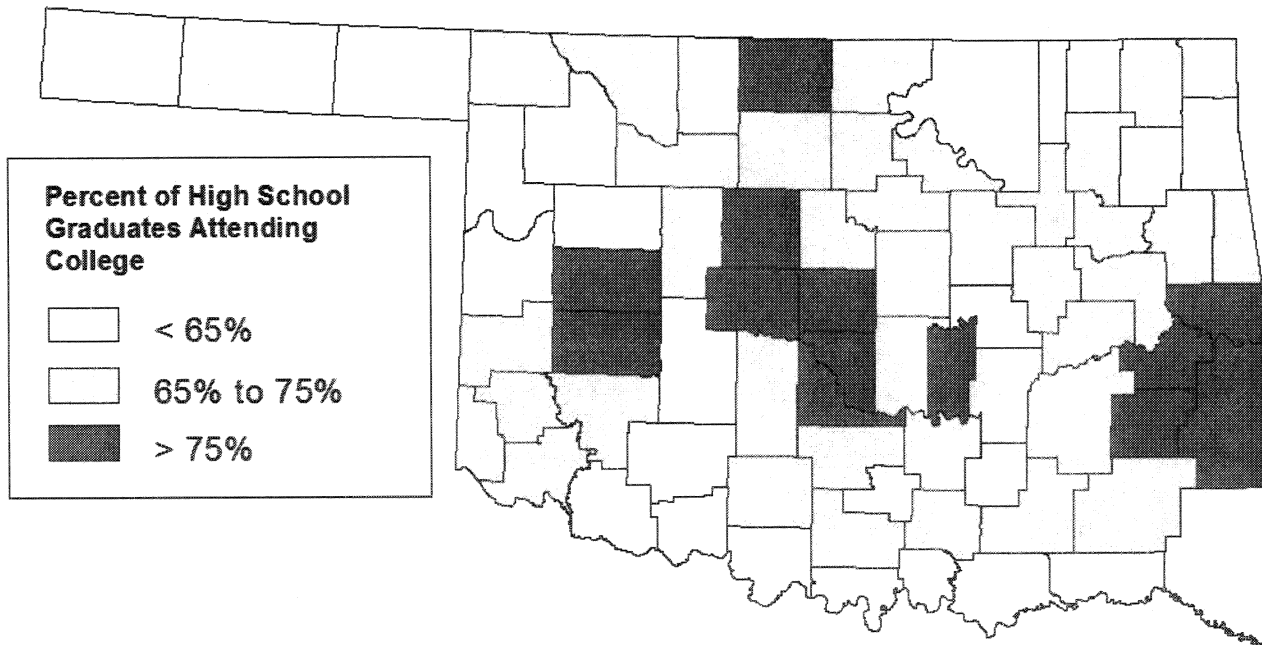 Percent of High School
Graduates Attending
College
< 65%
65% to 75%
> 75%